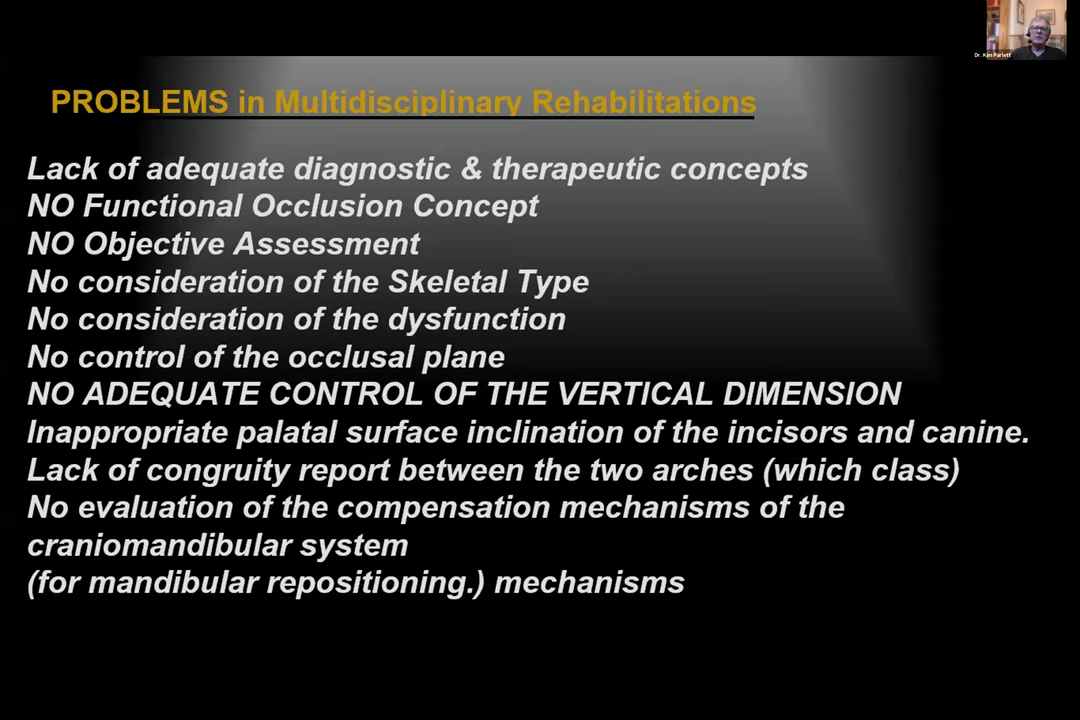 Dr. Kim Parlett
PROBLEMS in Multidisciplinary Rehabilitations
Lack of adequate diagnostic & therapeutic concepts
NO Functional Occlusion Concept
NO Objective Assessment
No consideration of the Skeletal Type
No consideration of the dysfunction
No control of the occlusal plane
NO ADEQUATE CONTROL OF THE VERTICAL DIMENSION
Inappropriate palatal surface inclination of the incisors and canine.
Lack of congruity report between the two arches (which class)
No evaluation of the compensation mechanisms of the
craniomandibular system
(for mandibular repositioning.) mechanisms